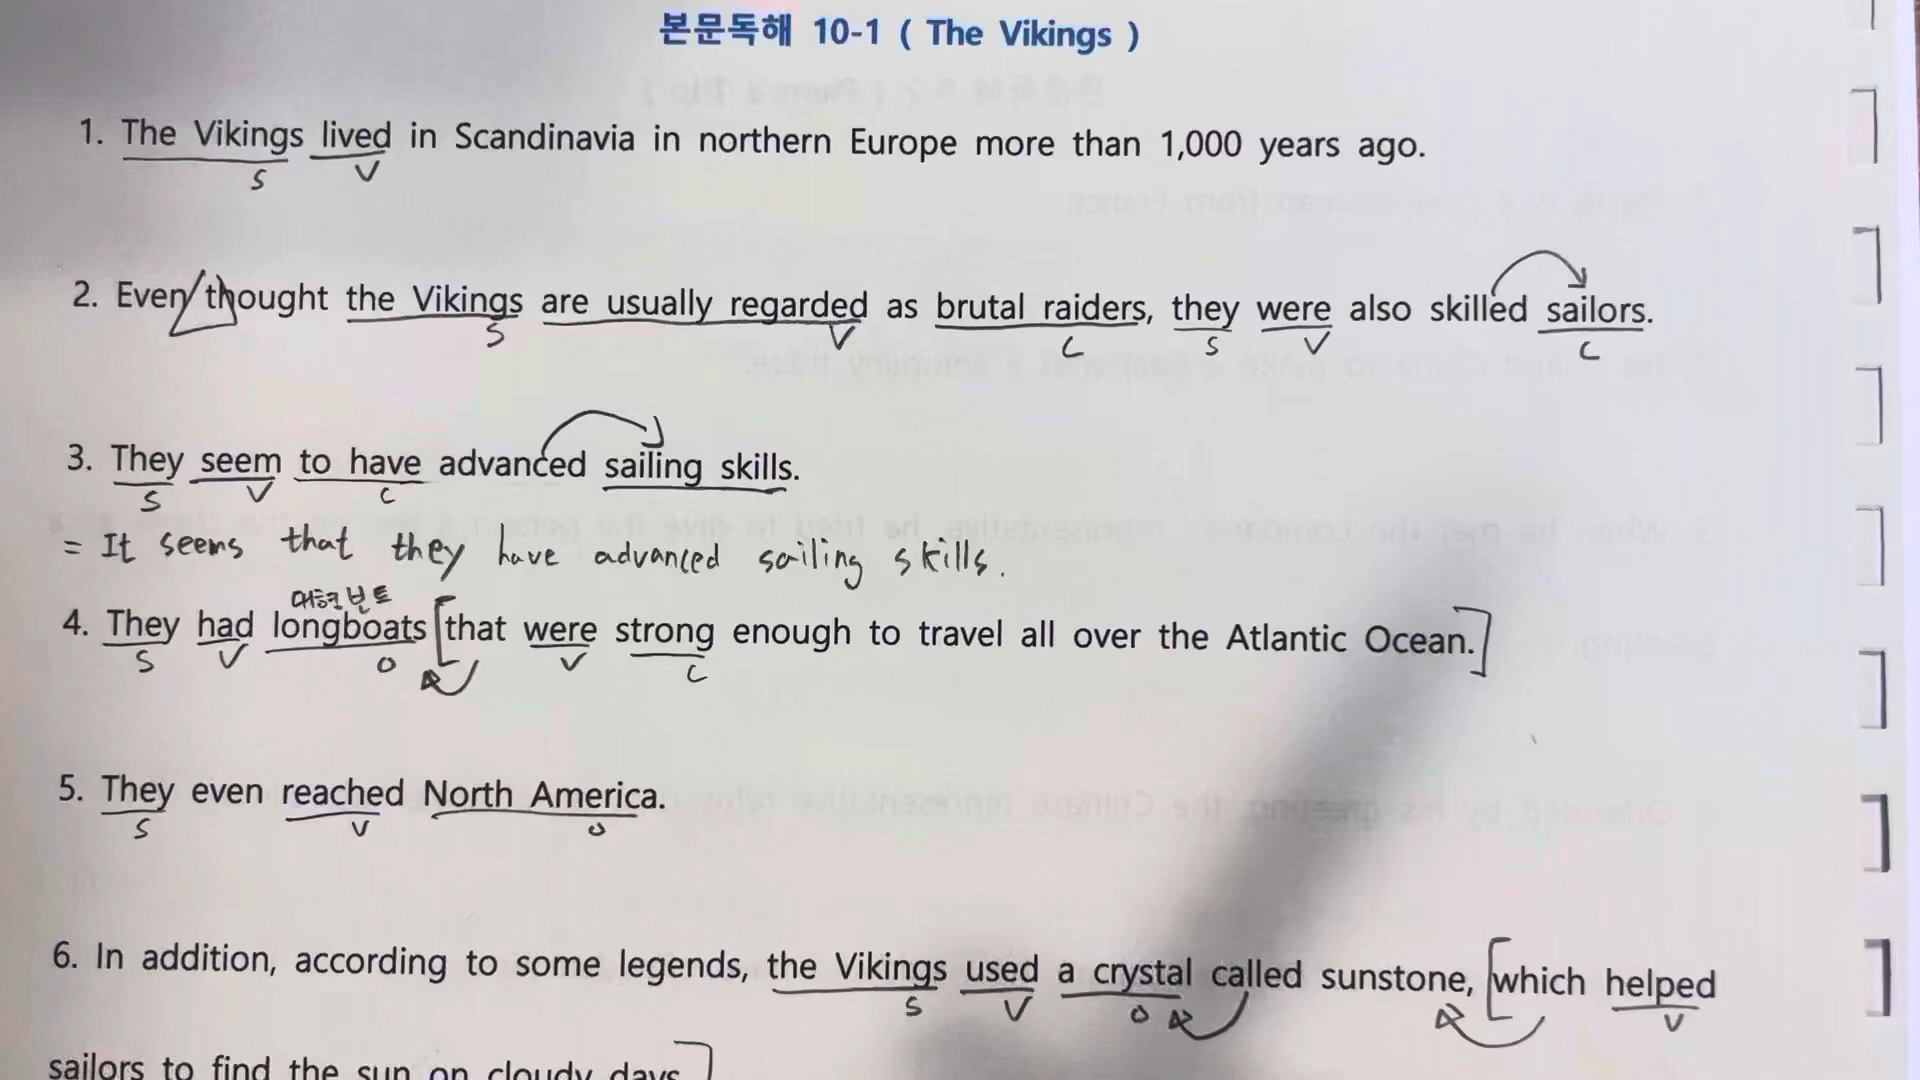 본문독해 10-1 ( The Vikings )
1. The Vikings lived in Scandinavia in northern Europe more than 1,000 years ago.
S V
2. Even thought the Vikings are usually regarded as brutal raiders, they were also skilled sailors.
S V C S V C
3. They seem to have advanced sailing skills.
S V C
= It seems that they have advanced sailing skills.
대형보트
4. They had longboats [that were strong enough to travel all over the Atlantic Ocean.]
S V O V C
5. They even reached North America.
S V O
6. In addition, according to some legends, the Vikings used a crystal called sunstone, [which helped
S V O V
sailors to find the sun on cloudy days ]